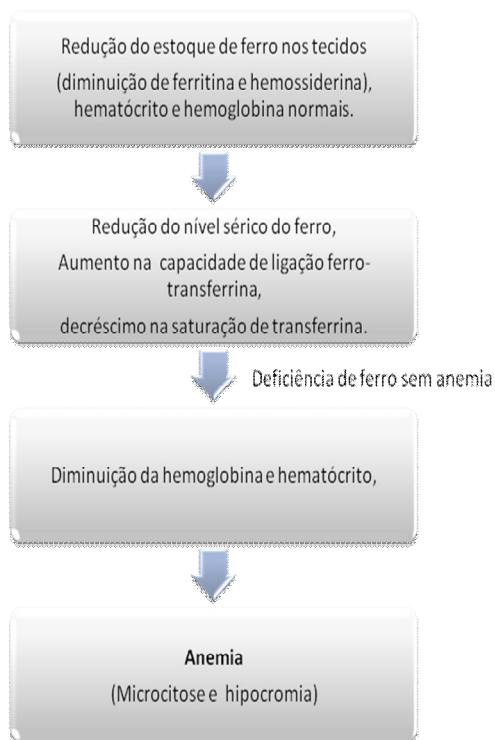 Redução do estoque de ferro nos tecidos
(diminuição de ferritina e hemossiderina),
hematócrito e hemoglobina normais.
Redução do nível sérico do ferro,
Aumento na capacidade de ligação ferro-
transferrina,
decréscimo na saturação de transferrina.
Deficiência de ferro sem anemia
Diminuição da hemoglobina e hematócrito,
Anemia
(Microcitose e hipocromia)